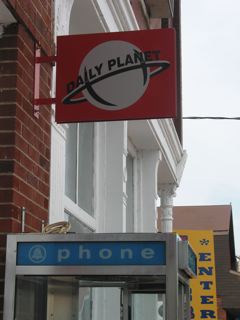 DAILY PLANET
phone
* ENTER